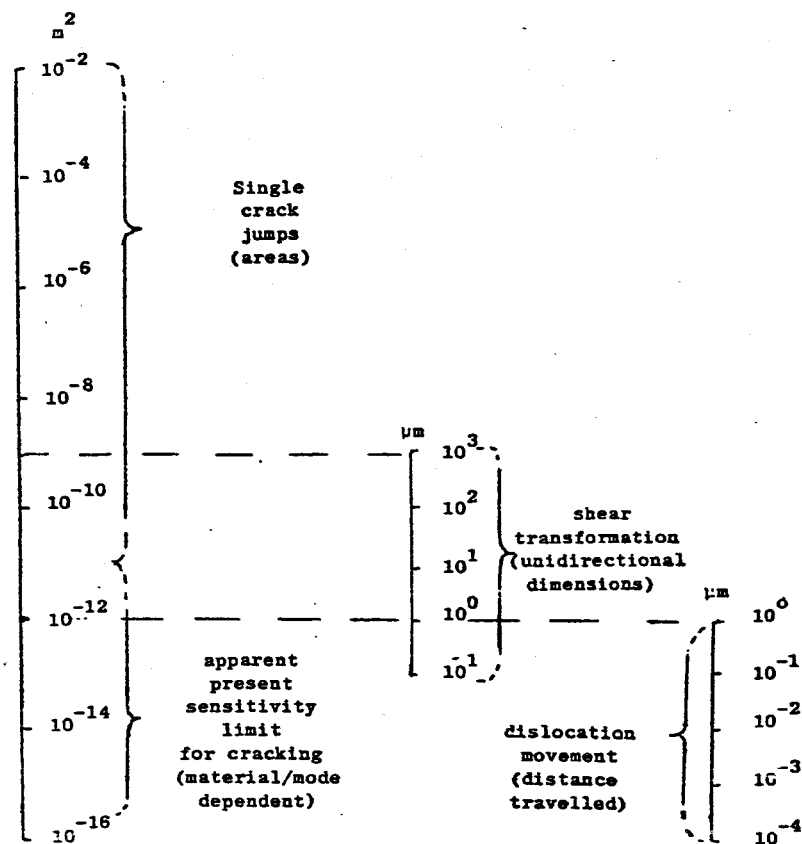 m²
10⁻²
10⁻⁴
10⁻⁶
10⁻⁸
10⁻¹⁰
10⁻¹²
10⁻¹⁴
10⁻¹⁶
Single
crack
jumps
(areas)
apparent
present
sensitivity
limit
for cracking
(material/mode
dependent)
µm
10³
10²
10¹
10⁰
10⁻¹
shear
transformation
(unidirectional
dimensions)
µm
10⁰
10⁻¹
10⁻²
10⁻³
10⁻⁴
dislocation
movement
(distance
travelled)